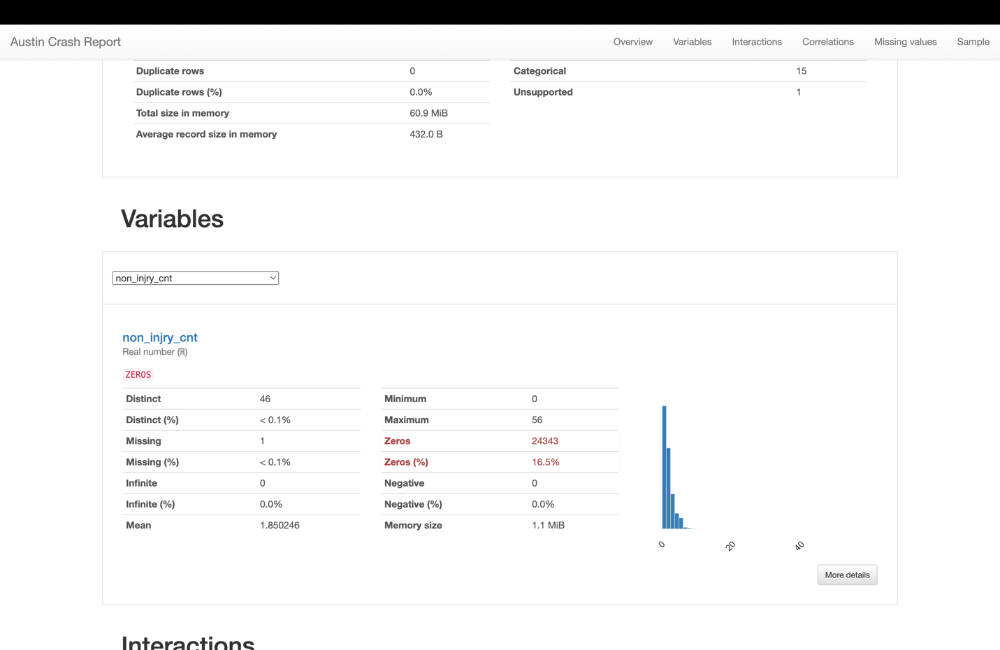 Austin Crash Report
Overview Variables Interactions Correlations Missing values Sample
Duplicate rows 0
Duplicate rows (%) 0.0%
Total size in memory 60.9 MiB
Average record size in memory 432.0 B
Categorical 15
Unsupported 1
Variables
non_injry_cnt
non_injry_cnt
Real number (ℝ)
ZEROS
Distinct 46
Distinct (%) < 0.1%
Missing 1
Missing (%) < 0.1%
Infinite 0
Infinite (%) 0.0%
Mean 1.850246
Minimum 0
Maximum 56
Zeros 24343
Zeros (%) 16.5%
Negative 0
Negative (%) 0.0%
Memory size 1.1 MiB
0 20 40
More details
Interactions